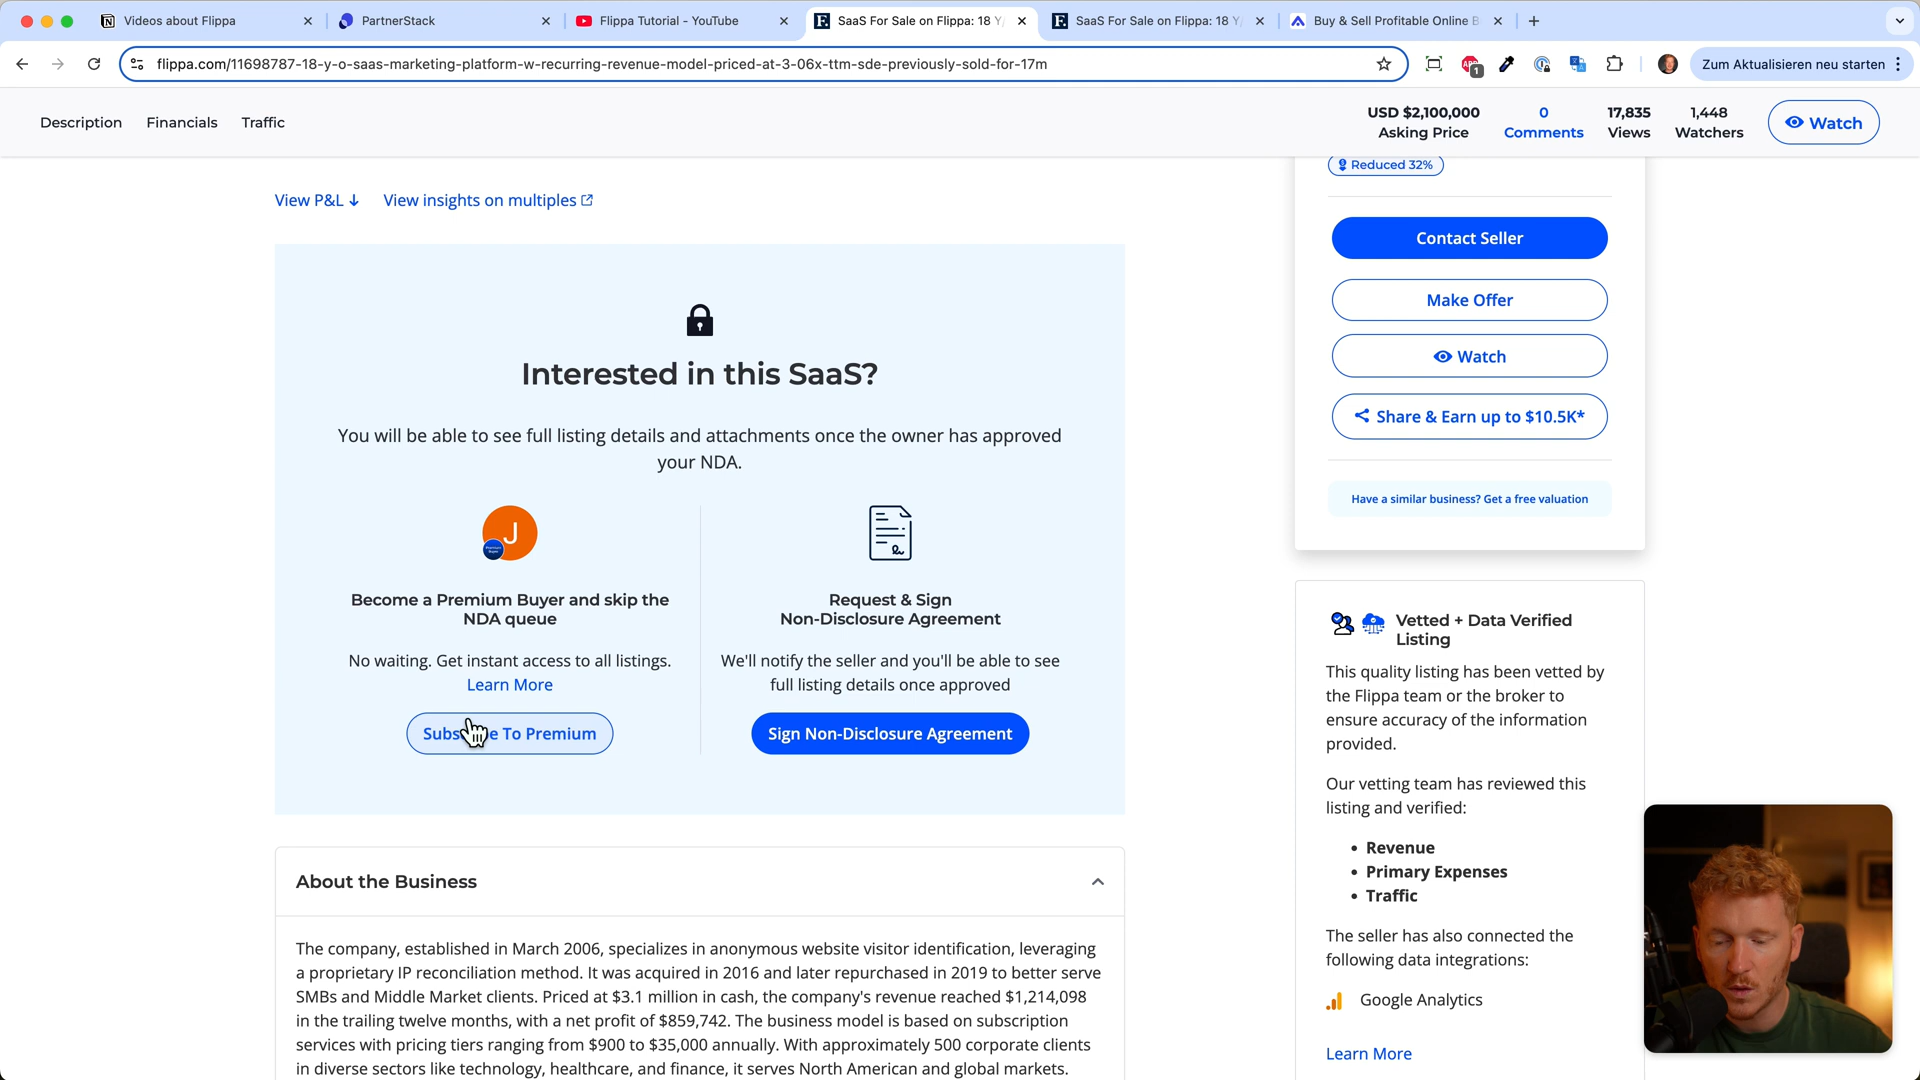 Videos about Flippa
PartnerStack
Flippa Tutorial - YouTube
SaaS For Sale on Flippa: 18 Y
SaaS For Sale on Flippa: 18 Y
Buy & Sell Profitable Online B
flippa.com/11698787-18-y-o-saas-marketing-platform-w-recurring-revenue-model-priced-at-3-06x-ttm-sde-previously-sold-for-17m
1
Zum Aktualisieren neu starten
Description
Financials
Traffic
USD $2,100,000
Asking Price
0
Comments
17,835
Views
1,448
Watchers
Watch
Reduced 32%
View P&L
View insights on multiples
Contact Seller
Make Offer
Watch
Share & Earn up to $10.5K*
Have a similar business? Get a free valuation
Interested in this SaaS?
You will be able to see full listing details and attachments once the owner has approved
your NDA.
J
Become a Premium Buyer and skip the
NDA queue
No waiting. Get instant access to all listings.
Learn More
Subs e To Premium
Request & Sign
Non-Disclosure Agreement
We'll notify the seller and you'll be able to see
full listing details once approved
Sign Non-Disclosure Agreement
Vetted + Data Verified
Listing
This quality listing has been vetted by
the Flippa team or the broker to
ensure accuracy of the information
provided.
Our vetting team has reviewed this
listing and verified:
• Revenue
• Primary Expenses
• Traffic
The seller has also connected the
following data integrations:
Google Analytics
Learn More
About the Business
The company, established in March 2006, specializes in anonymous website visitor identification, leveraging
a proprietary IP reconciliation method. It was acquired in 2016 and later repurchased in 2019 to better serve
SMBs and Middle Market clients. Priced at $3.1 million in cash, the company's revenue reached $1,214,098
in the trailing twelve months, with a net profit of $859,742. The business model is based on subscription
services with pricing tiers ranging from $900 to $35,000 annually. With approximately 500 corporate clients
in diverse sectors like technology, healthcare, and finance, it serves North American and global markets.